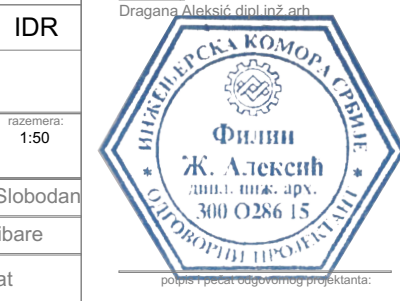 IDR
Dragana Aleksić dipl.inž.arh
razemera:
1:50
Slobodan
ibare
at
ИНЖЕЊЕРСКА КОМОРА СРБИЈЕ
Филип
Ж. Алексић
дипл. инж. арх.
300 О286 15
* ОДГОВОРНИ ПРОЈЕКТАНТ *
potpis i pečat odgovornog projektanta: